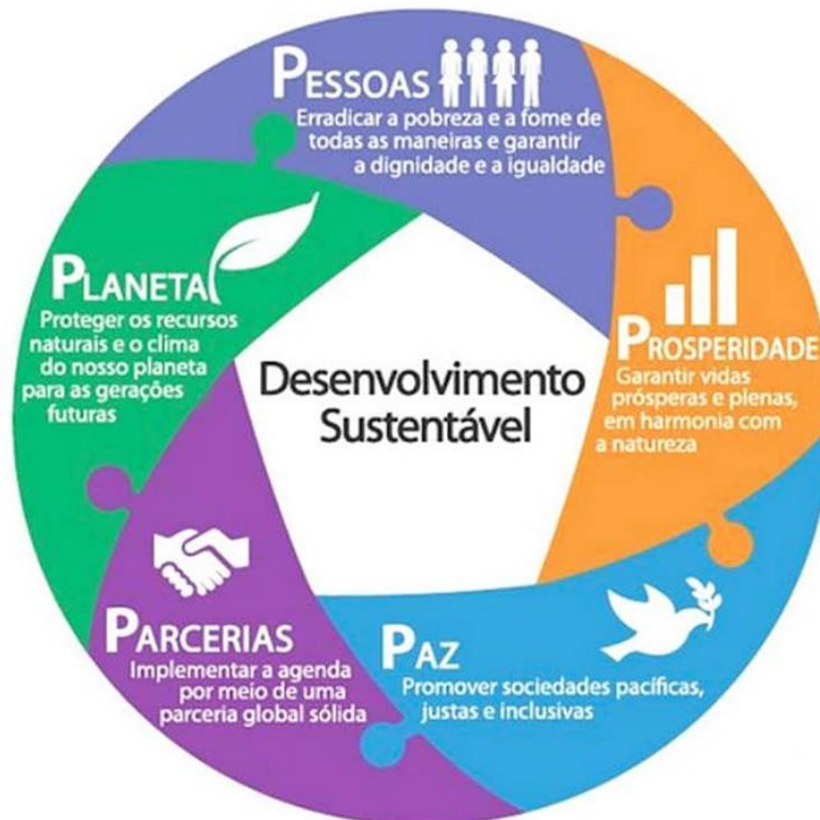 PESSOAS
Erradicar a pobreza e a fome de
todas as maneiras e garantir
a dignidade e a igualdade
PLANETA
Proteger os recursos
naturais e o clima
do nosso planeta
para as gerações
futuras
PROSPERIDADE
Garantir vidas
prósperas e plenas,
em harmonia com
a natureza
Desenvolvimento
Sustentável
PARCERIAS
Implementar a agenda
por meio de uma
parceria global sólida
PAZ
Promover sociedades pacíficas,
justas e inclusivas